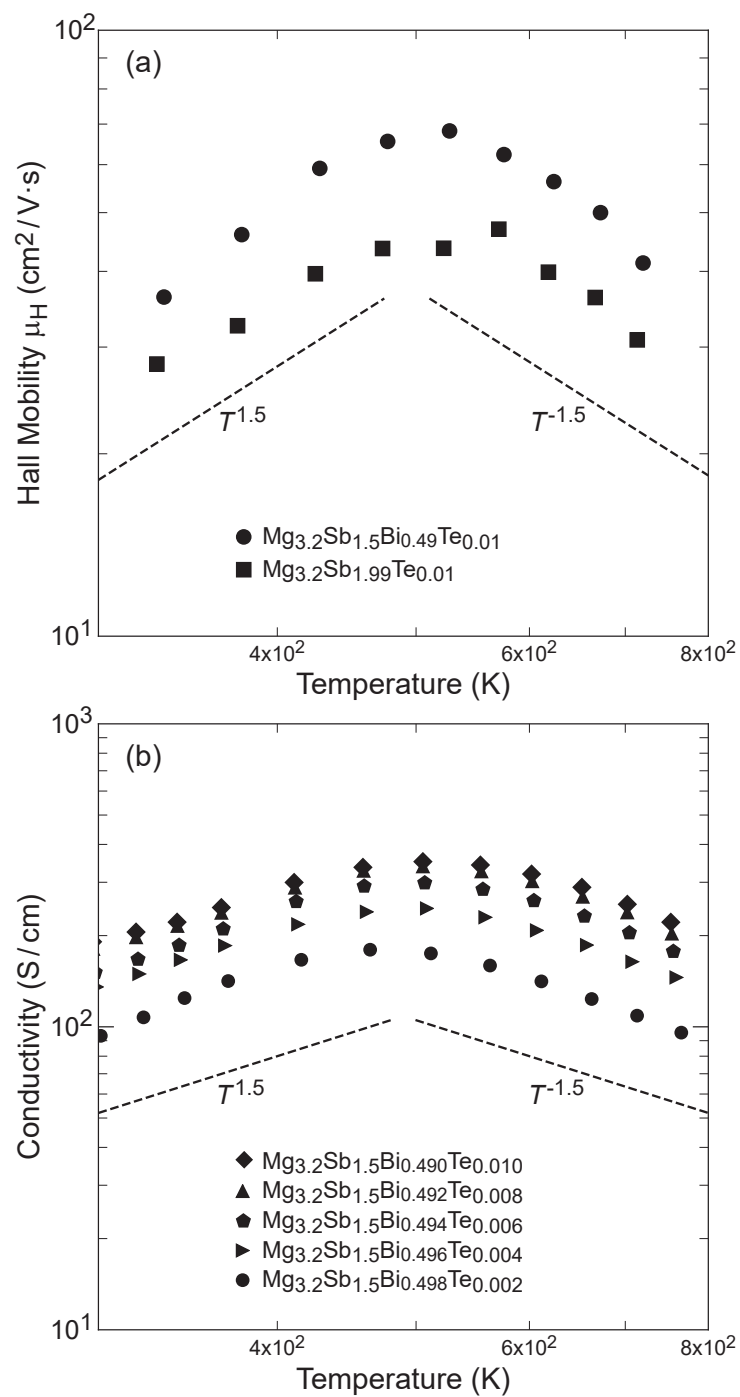 10²
(a)
Hall Mobility μH (cm²/V·s)
T1.5
T-1.5
Mg3.2Sb1.5Bi0.49Te0.01
Mg3.2Sb1.99Te0.01
10¹
4x10² 6x10² 8x10²
Temperature (K)
10³
(b)
Conductivity (S/cm)
10²
T1.5
T-1.5
Mg3.2Sb1.5Bi0.490Te0.010
Mg3.2Sb1.5Bi0.492Te0.008
Mg3.2Sb1.5Bi0.494Te0.006
Mg3.2Sb1.5Bi0.496Te0.004
Mg3.2Sb1.5Bi0.498Te0.002
10¹
4x10² 6x10² 8x10²
Temperature (K)